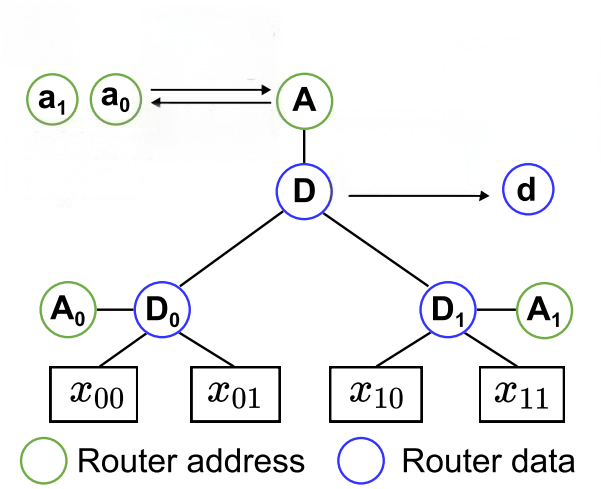 a₁ a₀ A
D d
A₀ D₀ D₁ A₁
x₀₀ x₀₁ x₁₀ x₁₁
Router address Router data